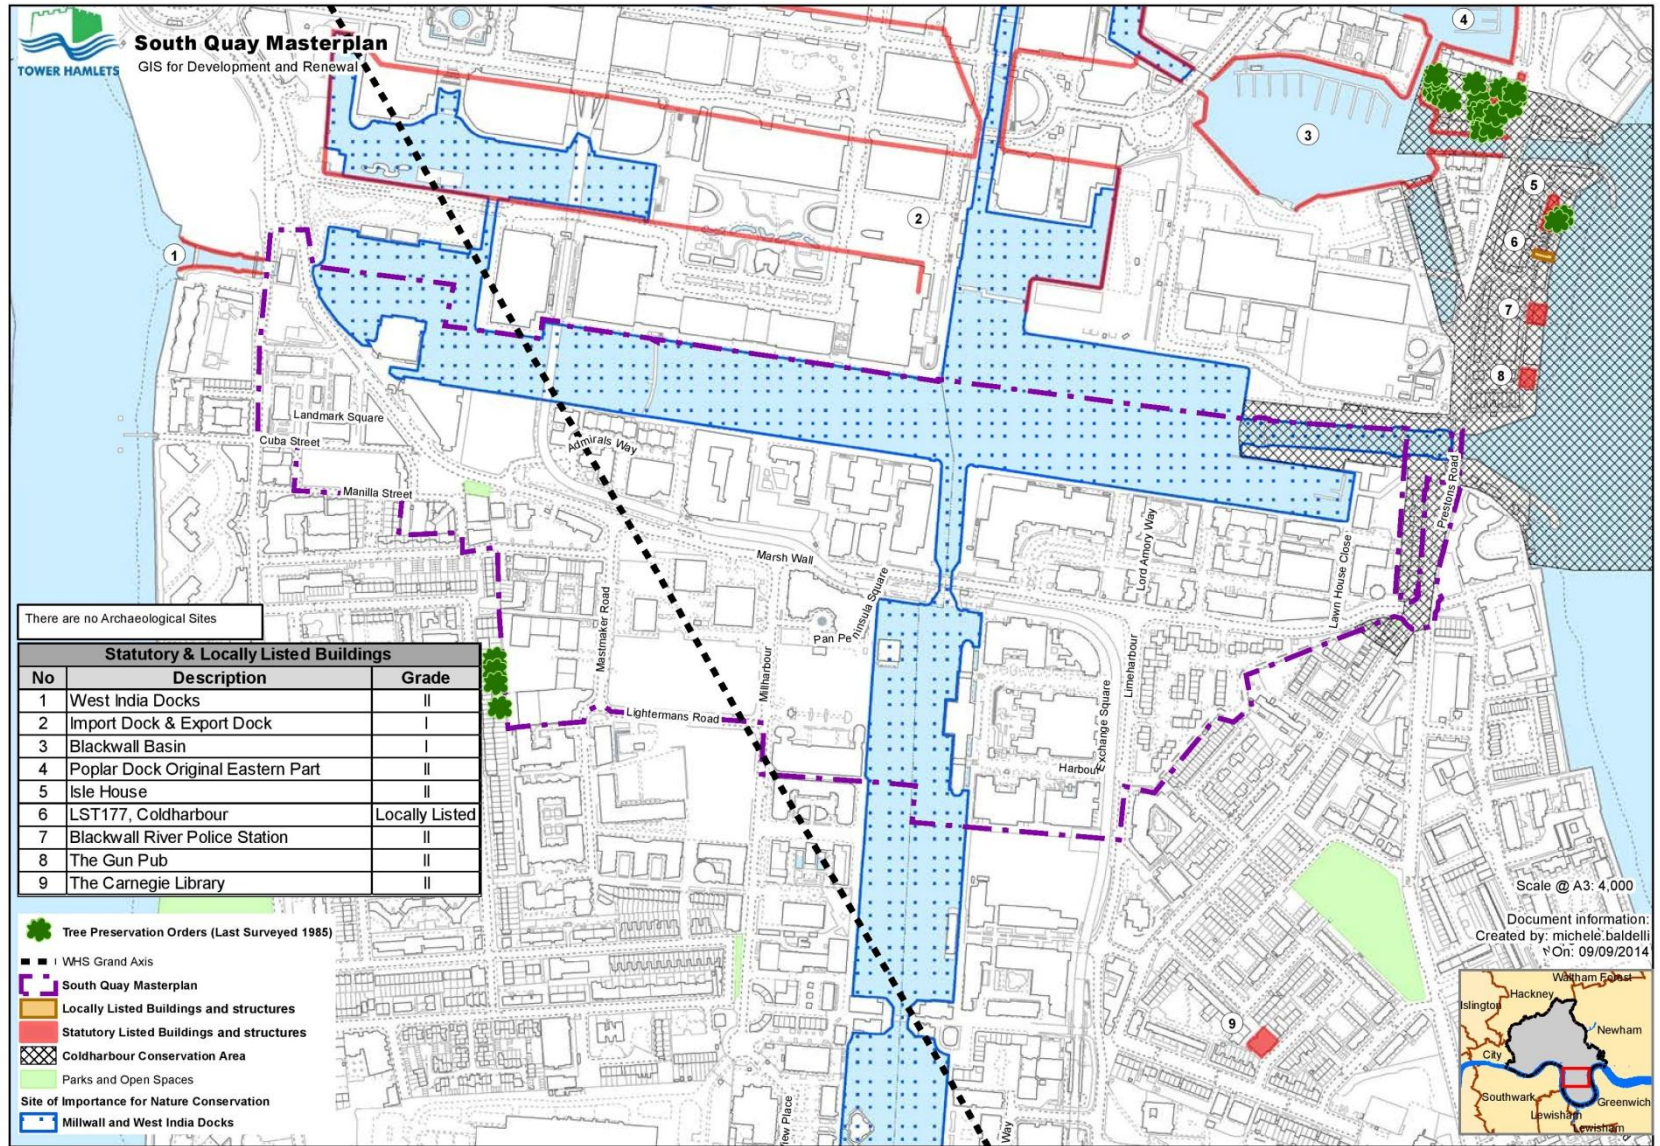 TOWER HAMLETS
South Quay Masterplan
GIS for Development and Renewal
4
3
5
2
6
1
7
8
Landmark Square
Cuba Street
Admirals Way
Manilla Street
Prestons Road
Marsh Wall
Lord Amory Way
Lawn House Close
Pan Peninsula Square
Mastmaker Road
Millharbour
Limeharbour
Lightermans Road
Harbour Exchange Square
There are no Archaeological Sites
Statutory & Locally Listed Buildings
No Description Grade
1 West India Docks II
2 Import Dock & Export Dock I
3 Blackwall Basin I
4 Poplar Dock Original Eastern Part II
5 Isle House II
6 LST177, Coldharbour Locally Listed
7 Blackwall River Police Station II
8 The Gun Pub II
9 The Carnegie Library II
Scale @ A3: 4,000
Document information:
Created by: michele.baldelli
On: 09/09/2014
Tree Preservation Orders (Last Surveyed 1985)
WHS Grand Axis
South Quay Masterplan
Locally Listed Buildings and structures
Statutory Listed Buildings and structures
Coldharbour Conservation Area
Parks and Open Spaces
Site of Importance for Nature Conservation
Millwall and West India Docks
9
Place
Way
Waltham Forest
Hackney
Islington
Newham
City
Southwark
Greenwich
Lewisham
Lewisham